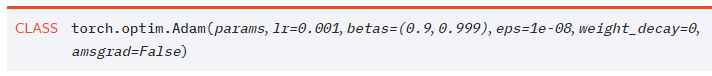 CLASS torch.optim.Adam(params, lr=0.001, betas=(0.9, 0.999), eps=1e-08, weight_decay=0,
amsgrad=False)